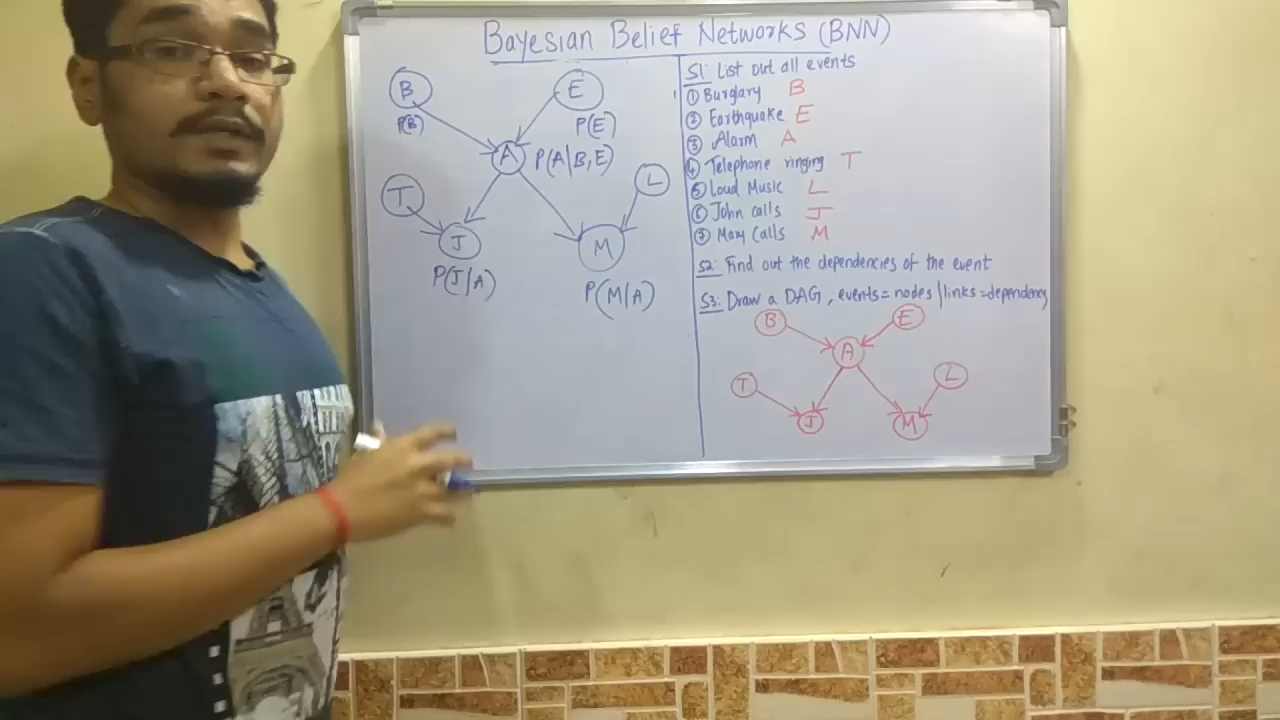 Bayesian Belief Networks (BNN)
B
E
P(B)
P(E)
A
P(A|B,E)
T
L
J
M
P(J/A)
P(M/A)
S1: List out all events
① Burglary B
② Earthquake E
③ Alarm A
④ Telephone ringing T
⑤ Loud Music L
⑥ John calls J
⑦ Mary Calls M
S2: Find out the dependencies of the event
S3: Draw a DAG, events=nodes/links=dependency
B
E
A
T
L
J
M